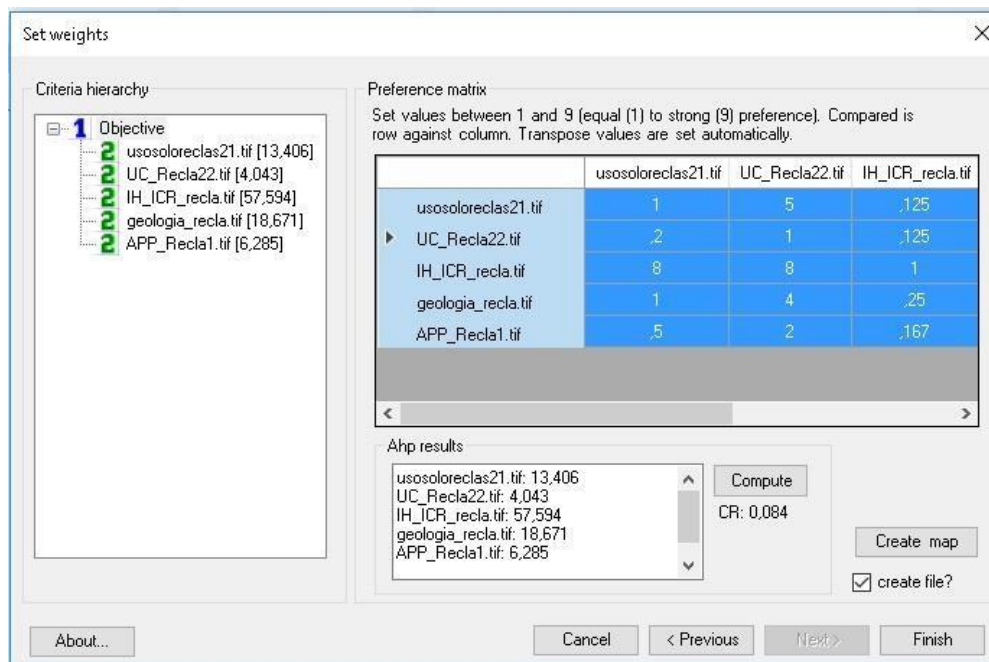 Set weights
Criteria hierarchy
1 Objective
2 usosoloreclas21.tif [13,406]
2 UC_Recla22.tif [4,043]
2 IH_ICR_recla.tif [57,594]
2 geologia_recla.tif [18,671]
2 APP_Recla1.tif [6,285]
Preference matrix
Set values between 1 and 9 (equal (1) to strong (9) preference). Compared is
row against column. Transpose values are set automatically.
usosoloreclas21.tif UC_Recla22.tif IH_ICR_recla.tif
usosoloreclas21.tif 1 5 ,125
UC_Recla22.tif ,2 1 ,125
IH_ICR_recla.tif 8 8 1
geologia_recla.tif 1 4 ,25
APP_Recla1.tif ,5 2 ,167
Ahp results
usosoloreclas21.tif: 13,406
UC_Recla22.tif: 4,043
IH_ICR_recla.tif: 57,594
geologia_recla.tif: 18,671
APP_Recla1.tif: 6,285
Compute
CR: 0,084
Create map
create file?
About...
Cancel
< Previous
Next >
Finish